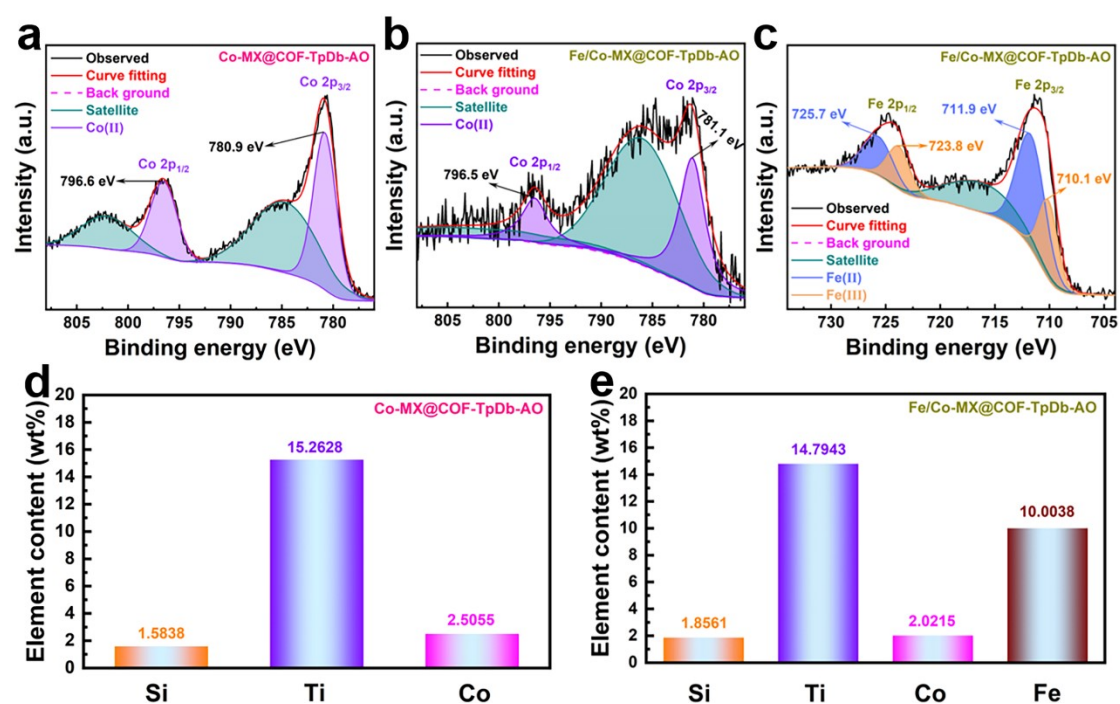 a
Observed
Curve fitting
Back ground
Satellite
Co(II)
Co-MX@COF-TpDb-AO
Co 2p3/2
780.9 eV
Co 2p1/2
796.6 eV
Intensity (a.u.)
805 800 795 790 785 780
Binding energy (eV)
b
Observed
Curve fitting
Back ground
Satellite
Co(II)
Fe/Co-MX@COF-TpDb-AO
Co 2p3/2
781.1 eV
Co 2p1/2
796.5 eV
Intensity (a.u.)
805 800 795 790 785 780
Binding energy (eV)
c
Fe/Co-MX@COF-TpDb-AO
Fe 2p1/2
Fe 2p3/2
725.7 eV
711.9 eV
723.8 eV
710.1 eV
Observed
Curve fitting
Back ground
Satellite
Fe(II)
Fe(III)
Intensity (a.u.)
730 725 720 715 710 705
Binding energy (eV)
d
Co-MX@COF-TpDb-AO
Element content (wt%)
20
18
16
14
12
10
8
6
4
2
0
1.5838
15.2628
2.5055
Si Ti Co
e
Fe/Co-MX@COF-TpDb-AO
Element content (wt%)
20
18
16
14
12
10
8
6
4
2
0
1.8561
14.7943
2.0215
10.0038
Si Ti Co Fe